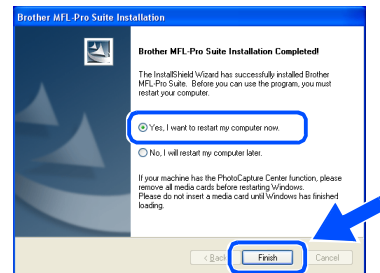 Brother MFL-Pro Suite Installation
Brother MFL-Pro Suite Installation Completed!
The InstallShield Wizard has successfully installed Brother
MFL-Pro Suite. Before you can use the program, you must
restart your computer.
Yes, I want to restart my computer now.
No, I will restart my computer later.
If your machine has the PhotoCapture Center function, please
remove all media cards before restarting Windows.
Please do not insert a media card until Windows has finished
loading.
< Back Finish Cancel